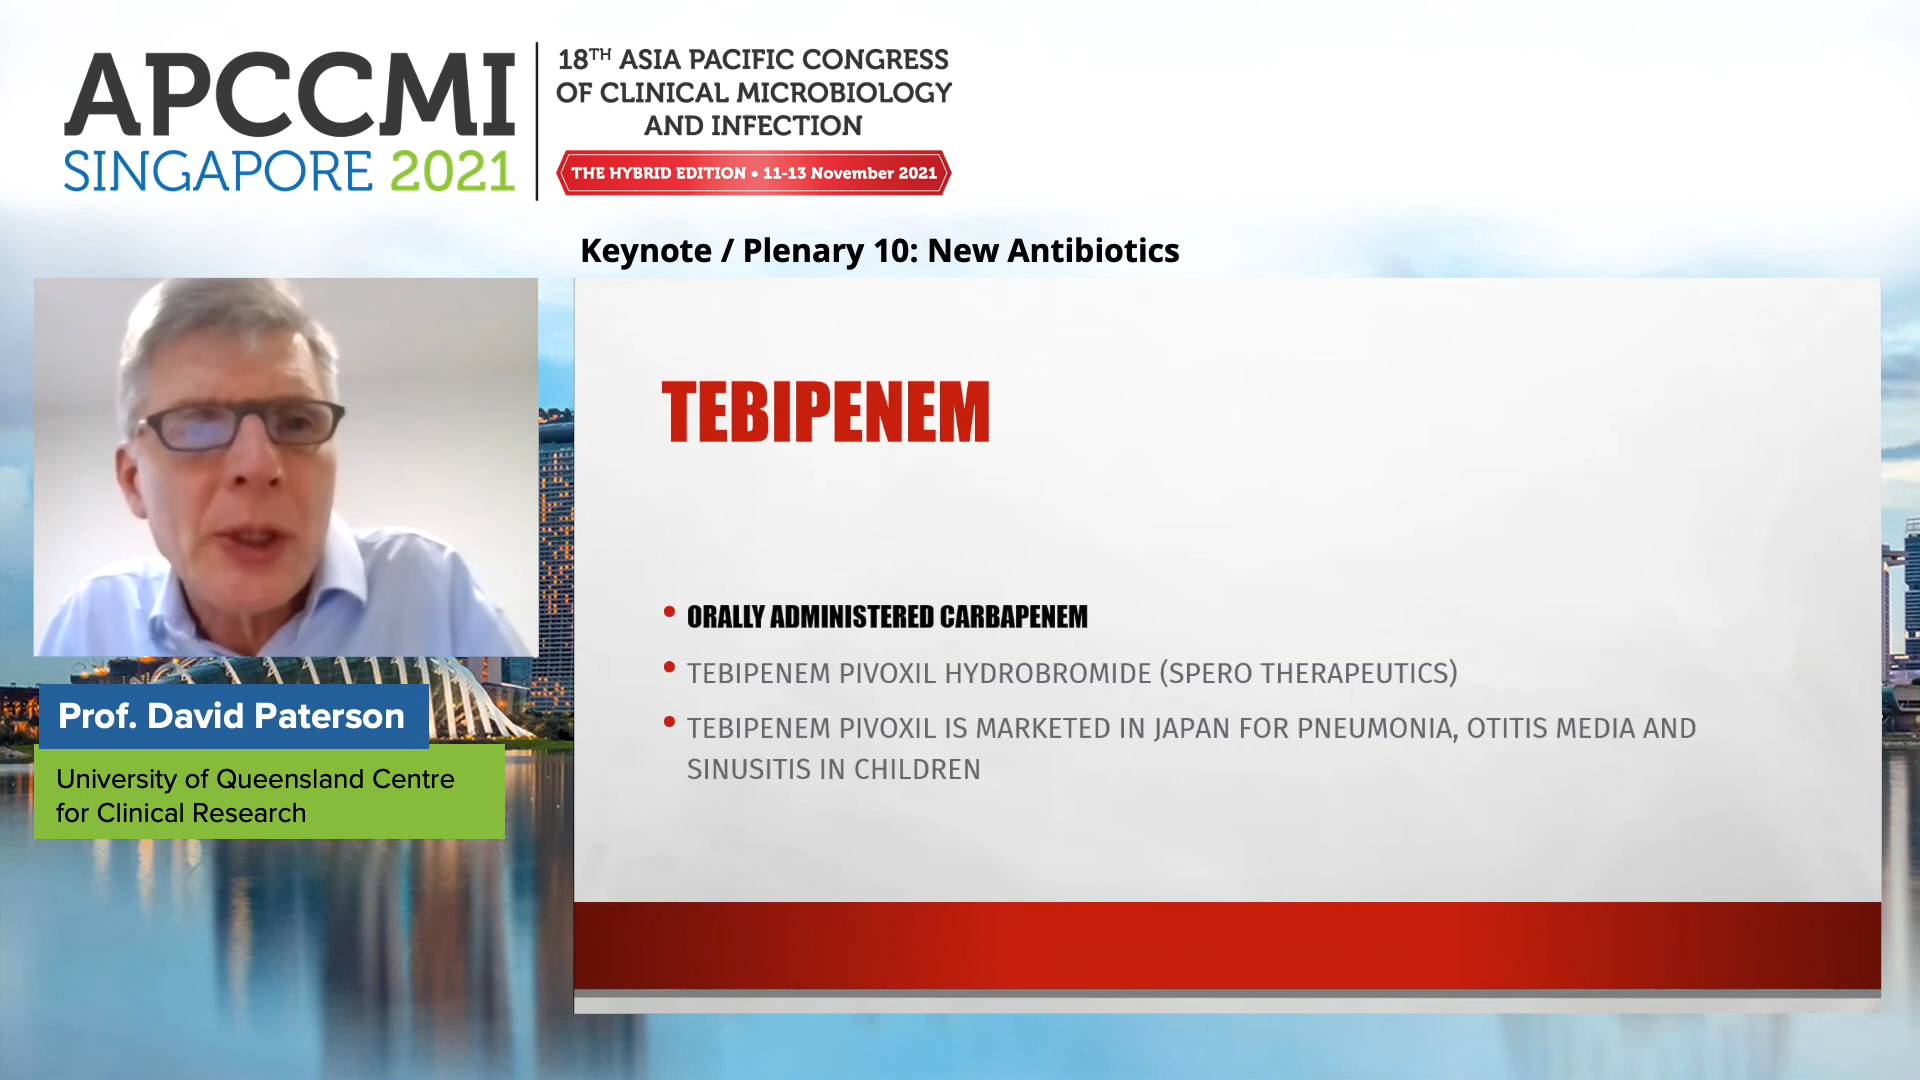 APCCMI
SINGAPORE 2021
18TH ASIA PACIFIC CONGRESS
OF CLINICAL MICROBIOLOGY
AND INFECTION
THE HYBRID EDITION • 11-13 November 2021
Keynote / Plenary 10: New Antibiotics
Prof. David Paterson
University of Queensland Centre
for Clinical Research
TEBIPENEM
• ORALLY ADMINISTERED CARBAPENEM
• TEBIPENEM PIVOXIL HYDROBROMIDE (SPERO THERAPEUTICS)
• TEBIPENEM PIVOXIL IS MARKETED IN JAPAN FOR PNEUMONIA, OTITIS MEDIA AND
SINUSITIS IN CHILDREN